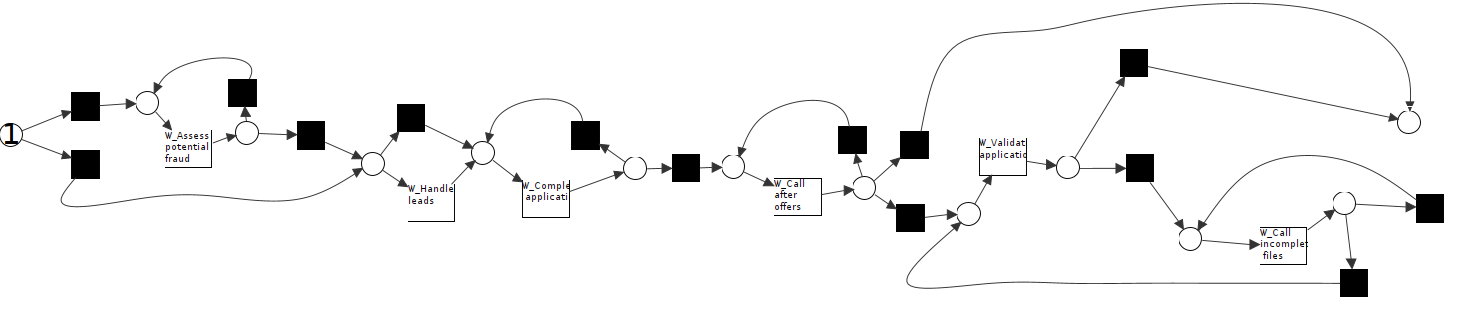 1
W_Assess
potential
fraud
W_Handle
leads
W_Comple
applicati
W_Call
after
offers
W_Validat
applicatio
W_Call
incomplet
files